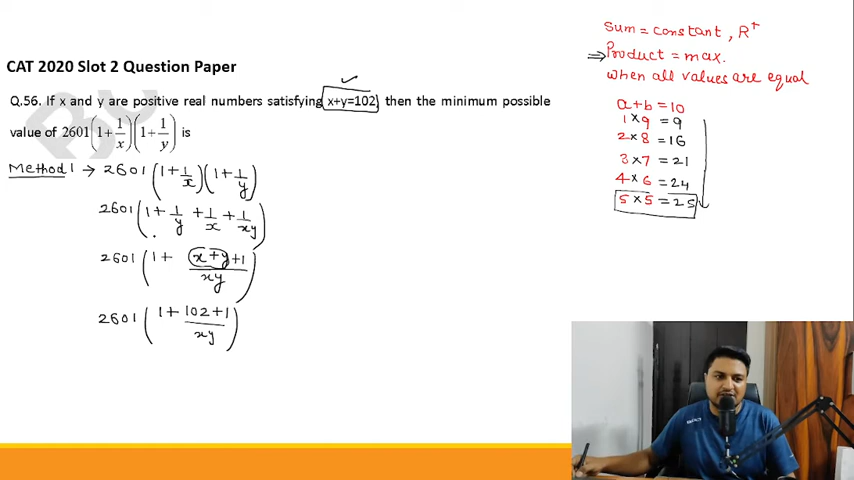 CAT 2020 Slot 2 Question Paper
Q.56. If x and y are positive real numbers satisfying x+y=102, then the minimum possible
value of 2601(1+1/x)(1+1/y) is
Method 1 → 2601 (1+1/x)(1+1/y)
2601 (1+1/y+1/x+1/xy)
2601 (1+ (x+y+1)/xy)
2601 (1+ (102+1)/xy)
Sum = constant, R+
⇒ Product = max.
when all values are equal
a+b = 10
1×9 = 9
2×8 = 16
3×7 = 21
4×6 = 24
5×5 = 25